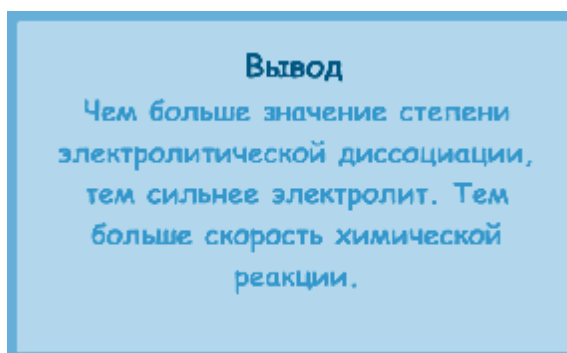 Вывод
Чем больше значение степени
электролитической диссоциации,
тем сильнее электролит. Тем
больше скорость химической
реакции.